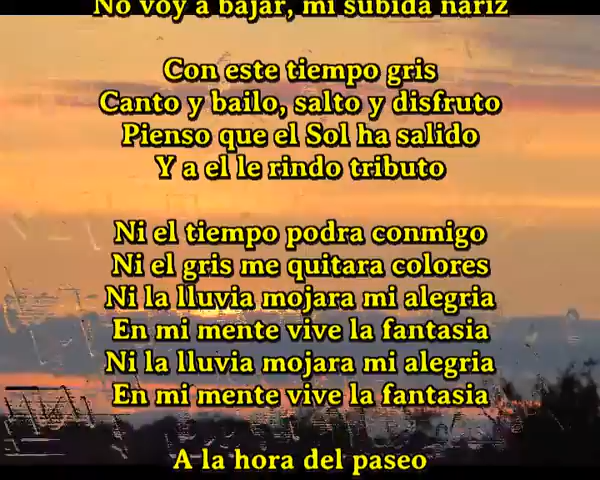 No voy a bajar, mi subida nariz
Con este tiempo gris
Canto y bailo, salto y disfruto
Pienso que el Sol ha salido
Y a el le rindo tributo
Ni el tiempo podra conmigo
Ni el gris me quitara colores
Ni la lluvia mojara mi alegria
En mi mente vive la fantasia
Ni la lluvia mojara mi alegria
En mi mente vive la fantasia
A la hora del paseo